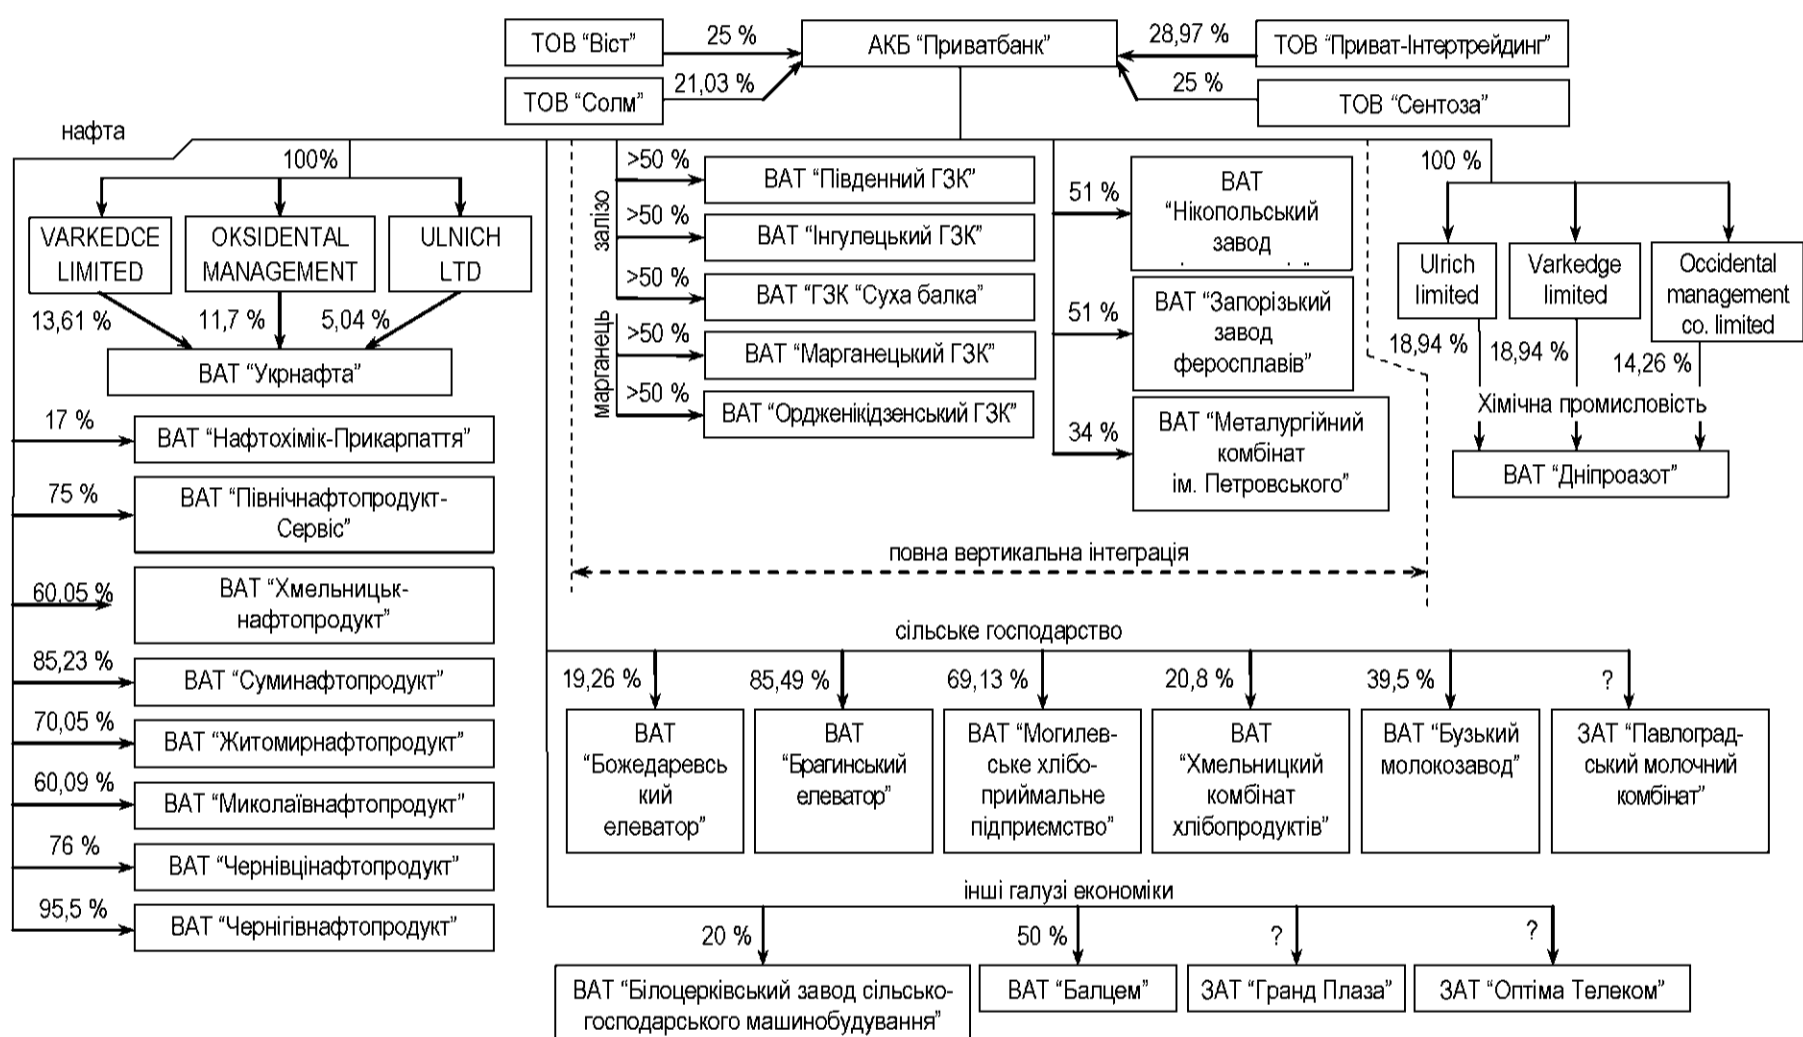 ТОВ “Віст”
25 %
АКБ “Приватбанк”
28,97 %
ТОВ “Приват-Інтертрейдинг”
ТОВ “Солм”
21,03 %
25 %
ТОВ “Сентоза”
нафта
100%
VARKEDCE
LIMITED
OKSIDENTAL
MANAGEMENT
ULNICH
LTD
13,61 %
11,7 %
5,04 %
ВАТ “Укрнафта”
17 %
ВАТ “Нафтохімік-Прикарпаття”
75 %
ВАТ “Північнафтопродукт-
Сервіс”
60,05 %
ВАТ “Хмельницьк-
нафтопродукт”
85,23 %
ВАТ “Суминафтопродукт”
70,05 %
ВАТ “Житомирнафтопродукт”
60,09 %
ВАТ “Миколаївнафтопродукт”
76 %
ВАТ “Чернівцінафтопродукт”
95,5 %
ВАТ “Чернігівнафтопродукт”
залізо
>50 %
ВАТ “Південний ГЗК”
>50 %
ВАТ “Інгулецький ГЗК”
>50 %
ВАТ “ГЗК “Суха балка”
марганець
>50 %
ВАТ “Марганецький ГЗК”
>50 %
ВАТ “Ордженікідзенський ГЗК”
51 %
ВАТ
“Нікопольський
завод
51 %
ВАТ “Запорізький
завод
феросплавів”
34 %
ВАТ “Металургійний
комбінат
ім. Петровського”
100 %
Ulrich
limited
Varkedge
limited
Occidental
management
co. limited
18,94 %
18,94 %
14,26 %
Хімічна промисловість
ВАТ “Дніпроазот”
повна вертикальна інтеграція
сільське господарство
19,26 %
85,49 %
69,13 %
20,8 %
39,5 %
?
ВАТ
“Божедаревсь
кий
елеватор”
ВАТ
“Брагинський
елеватор”
ВАТ “Могилев-
ське хлібо-
приймальне
підприємство”
ВАТ
“Хмельницкий
комбінат
хлібопродуктів”
ВАТ “Бузький
молокозавод”
ЗАТ “Павлоград-
ський молочний
комбінат”
інші галузі економіки
20 %
50 %
?
?
ВАТ “Білоцерківський завод сільсько-
господарського машинобудування”
ВАТ “Балцем”
ЗАТ “Гранд Плаза”
ЗАТ “Оптіма Телеком”